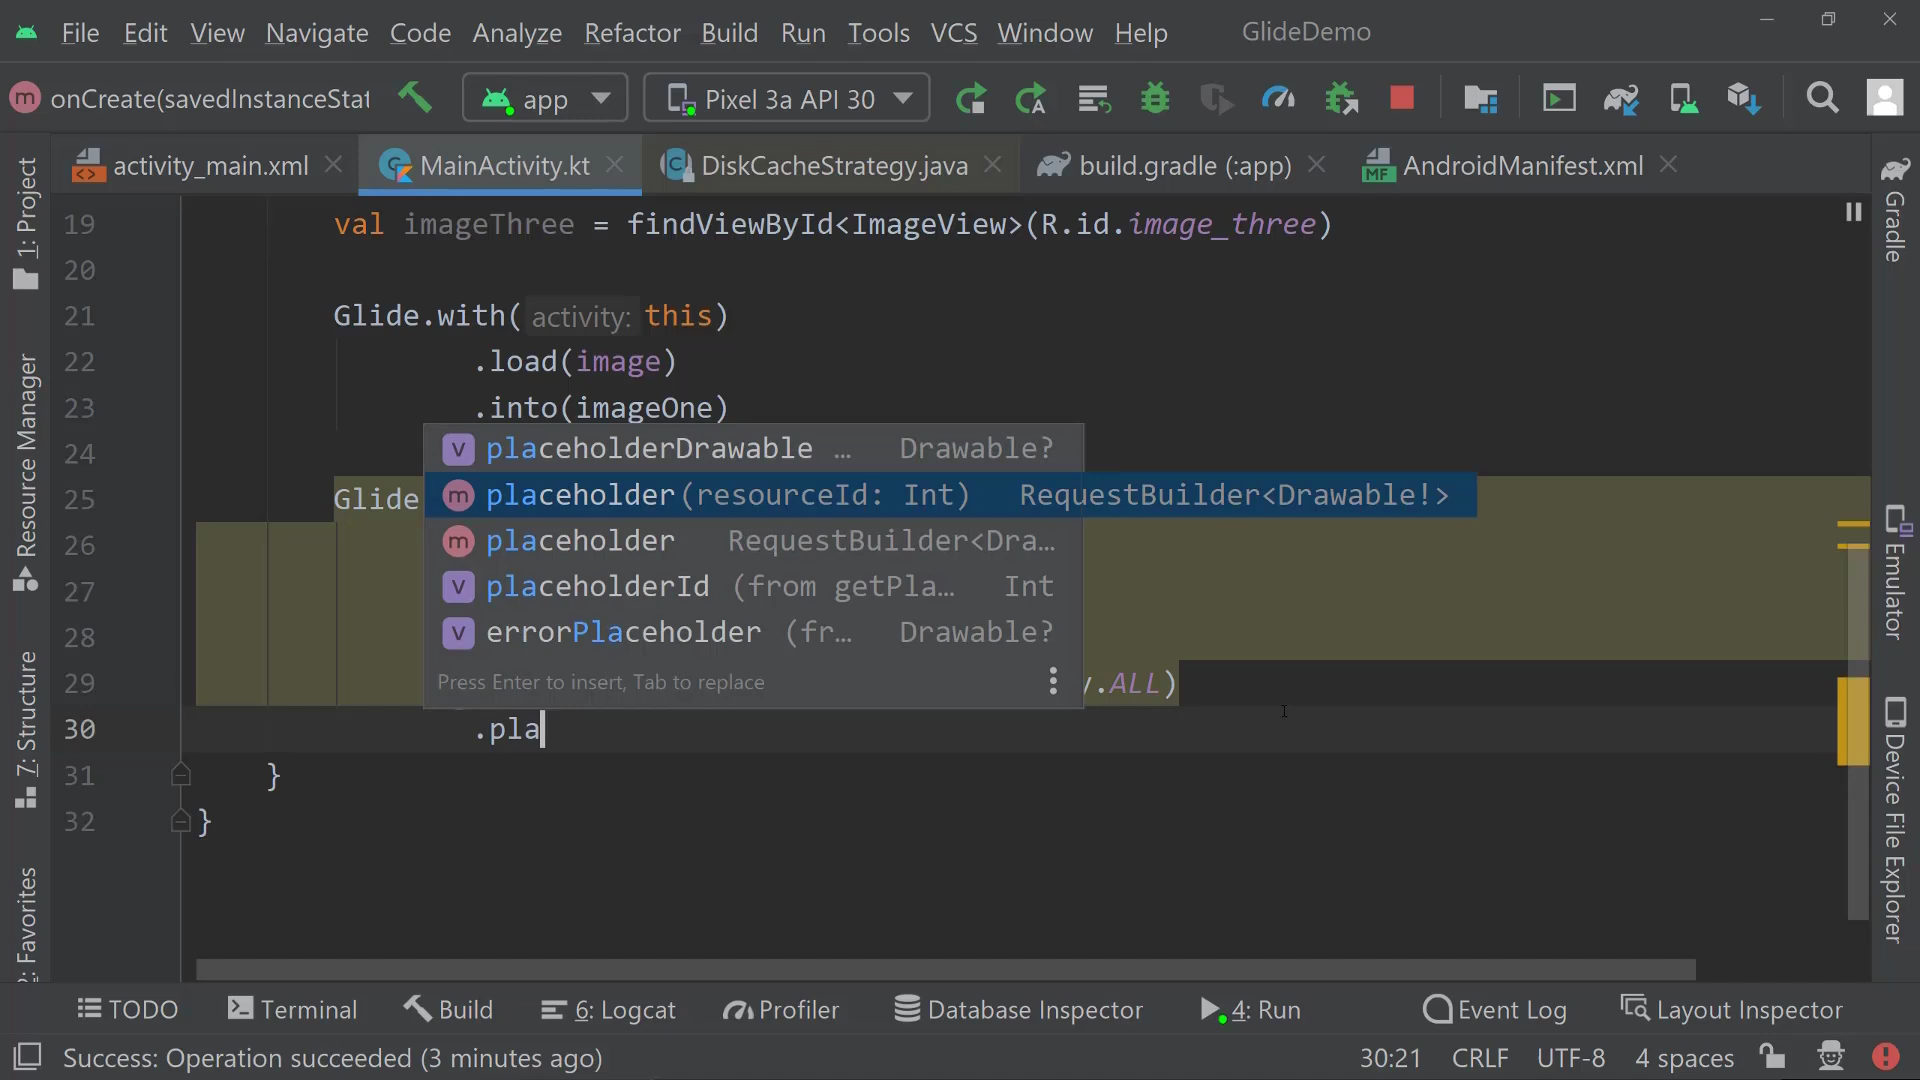 File Edit View Navigate Code Analyze Refactor Build Run Tools VCS Window Help GlideDemo
onCreate(savedInstanceStat app Pixel 3a API 30
activity_main.xml MainActivity.kt DiskCacheStrategy.java build.gradle (:app) AndroidManifest.xml
1: Project
Resource Manager
7: Structure
Favorites
19 val imageThree = findViewById<ImageView>(R.id.image_three)
20
21 Glide.with( activity: this)
22 .load(image)
23 .into(imageOne)
24
25 Glide
26
27
28
29 .ALL)
30 .pla
31 }
32 }
placeholderDrawable … Drawable?
placeholder(resourceId: Int) RequestBuilder<Drawable!>
placeholder RequestBuilder<Dra…
placeholderId (from getPla… Int
errorPlaceholder (fr… Drawable?
Press Enter to insert, Tab to replace
Gradle
Emulator
Device File Explorer
TODO Terminal Build 6: Logcat Profiler Database Inspector 4: Run Event Log Layout Inspector
Success: Operation succeeded (3 minutes ago) 30:21 CRLF UTF-8 4 spaces